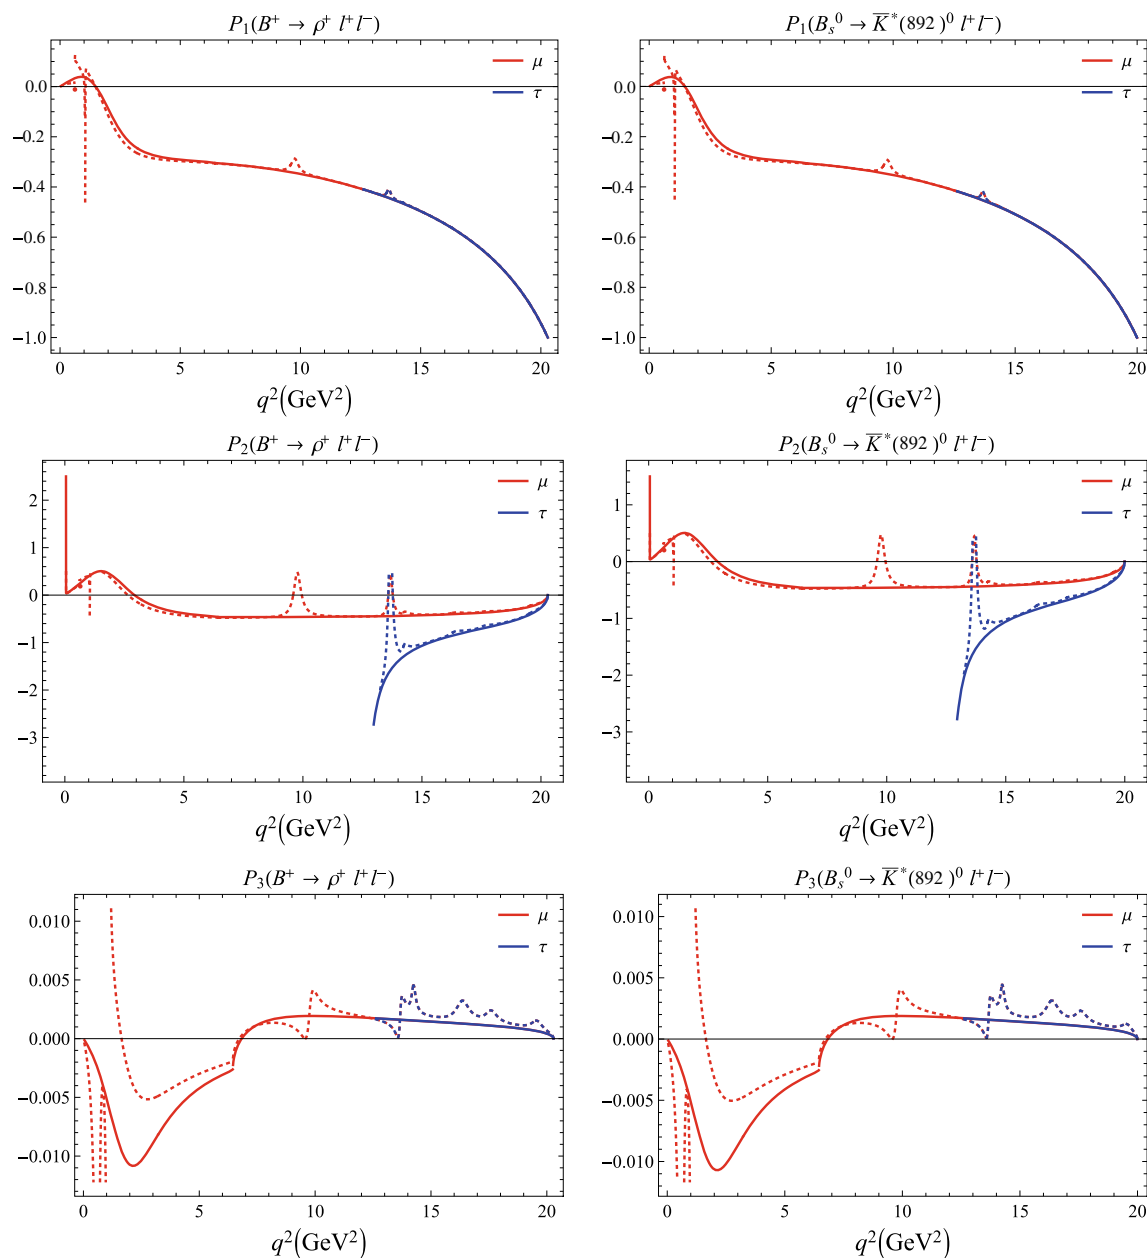 P₁(B⁺ → ρ⁺ l⁺l⁻)
μ
τ
0.0
−0.2
−0.4
−0.6
−0.8
−1.0
0 5 10 15 20
q²(GeV²)
P₁(Bₛ⁰ → K̅*(892)⁰ l⁺l⁻)
μ
τ
0.0
−0.2
−0.4
−0.6
−0.8
−1.0
0 5 10 15 20
q²(GeV²)
P₂(B⁺ → ρ⁺ l⁺l⁻)
μ
τ
2
1
0
−1
−2
−3
0 5 10 15 20
q²(GeV²)
P₂(Bₛ⁰ → K̅*(892)⁰ l⁺l⁻)
μ
τ
1
0
−1
−2
−3
0 5 10 15 20
q²(GeV²)
P₃(B⁺ → ρ⁺ l⁺l⁻)
μ
τ
0.010
0.005
0.000
−0.005
−0.010
0 5 10 15 20
q²(GeV²)
P₃(Bₛ⁰ → K̅*(892)⁰ l⁺l⁻)
μ
τ
0.010
0.005
0.000
−0.005
−0.010
0 5 10 15 20
q²(GeV²)